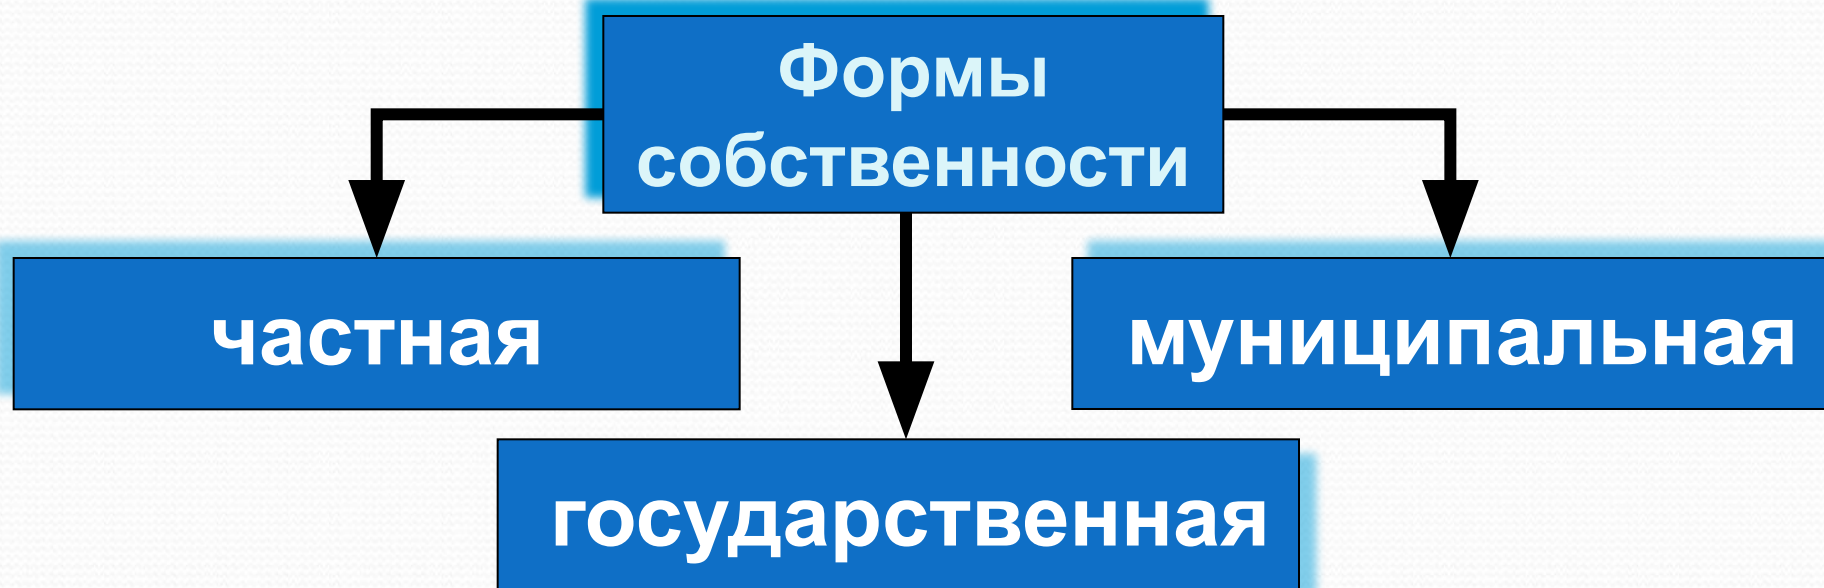 Формы
собственности
частная
муниципальная
государственная